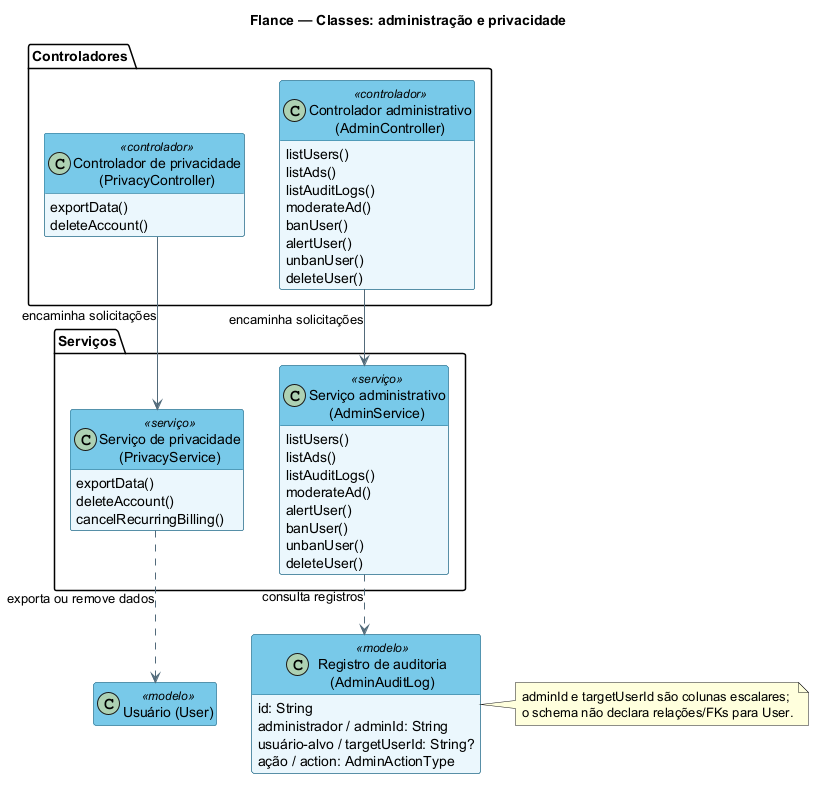 Flance — Classes: administração e privacidade
Controladores
«controlador»
Controlador de privacidade
(PrivacyController)
exportData()
deleteAccount()
«controlador»
Controlador administrativo
(AdminController)
listUsers()
listAds()
listAuditLogs()
moderateAd()
banUser()
alertUser()
unbanUser()
deleteUser()
encaminha solicitações
encaminha solicitações
Serviços
«serviço»
Serviço de privacidade
(PrivacyService)
exportData()
deleteAccount()
cancelRecurringBilling()
«serviço»
Serviço administrativo
(AdminService)
listUsers()
listAds()
listAuditLogs()
moderateAd()
alertUser()
banUser()
unbanUser()
deleteUser()
exporta ou remove dados
consulta registros
«modelo»
Usuário (User)
«modelo»
Registro de auditoria
(AdminAuditLog)
id: String
administrador / adminId: String
usuário-alvo / targetUserId: String?
ação / action: AdminActionType
adminId e targetUserId são colunas escalares;
o schema não declara relações/FKs para User.